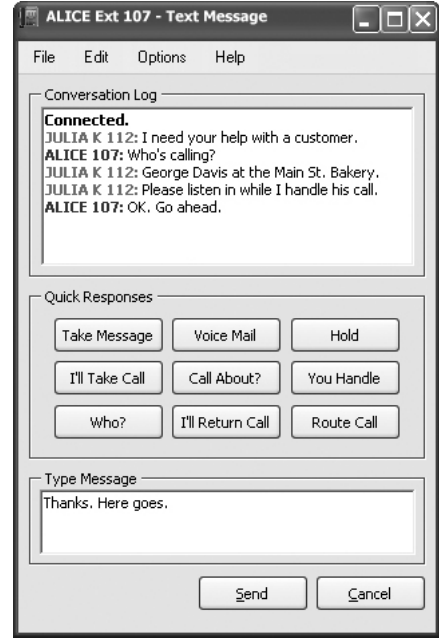 ALICE Ext 107 - Text Message
File Edit Options Help
Conversation Log
Connected.
JULIA K 112: I need your help with a customer.
ALICE 107: Who's calling?
JULIA K 112: George Davis at the Main St. Bakery.
JULIA K 112: Please listen in while I handle his call.
ALICE 107: OK. Go ahead.
Quick Responses
Take Message Voice Mail Hold
I'll Take Call Call About? You Handle
Who? I'll Return Call Route Call
Type Message
Thanks. Here goes.
Send Cancel